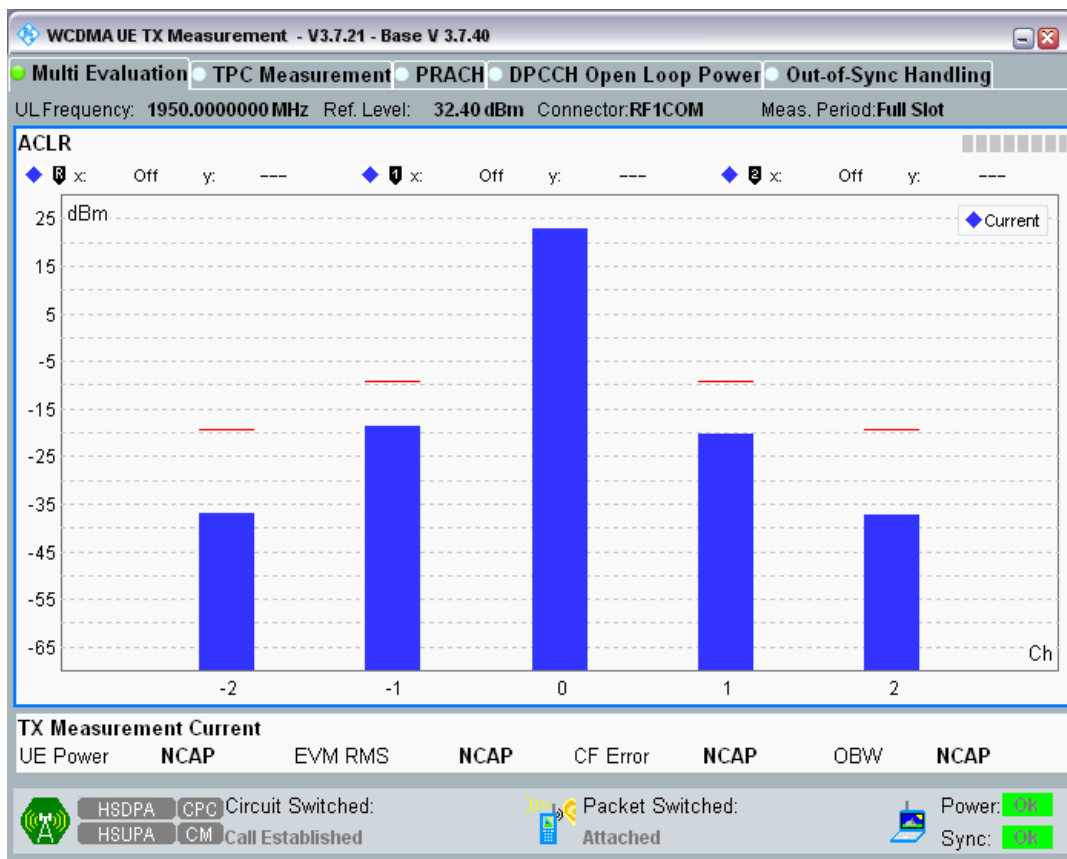 WCDMA UE TX Measurement - V3.7.21 - Base V 3.7.40
Multi Evaluation TPC Measurement PRACH DPCCH Open Loop Power Out-of-Sync Handling
UL Frequency: 1950.0000000 MHz Ref. Level: 32.40 dBm Connector:RF1COM Meas. Period:Full Slot
ACLR
R x: Off y: --- 1 x: Off y: --- 2 x: Off y: ---
dBm
Current
25
15
5
-5
-15
-25
-35
-45
-55
-65
Ch
-2 -1 0 1 2
TX Measurement Current
UE Power NCAP EVM RMS NCAP CF Error NCAP OBW NCAP
HSDPA CPC Circuit Switched: Packet Switched: Power: Ok
HSUPA CM Call Established Attached Sync: Ok